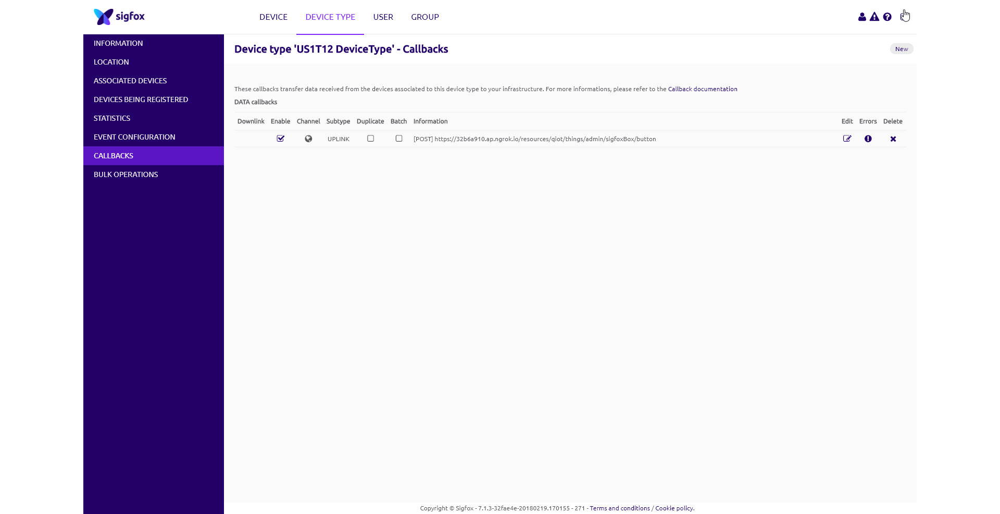 sigfox
DEVICE DEVICE TYPE USER GROUP
INFORMATION
LOCATION
ASSOCIATED DEVICES
DEVICES BEING REGISTERED
STATISTICS
EVENT CONFIGURATION
CALLBACKS
BULK OPERATIONS
Device type 'US1T12 DeviceType' - Callbacks
New
These callbacks transfer data received from the devices associated to this device type to your infrastructure. For more informations, please refer to the Callback documentation
DATA callbacks
Downlink Enable Channel Subtype Duplicate Batch Information Edit Errors Delete
UPLINK [POST] https://32b6a910.ap.ngrok.io/resources/qiot/things/admin/sigfoxBox/button
Copyright © Sigfox - 7.1.3-32fae4e-20180219.170155 - 271 - Terms and conditions / Cookie policy.